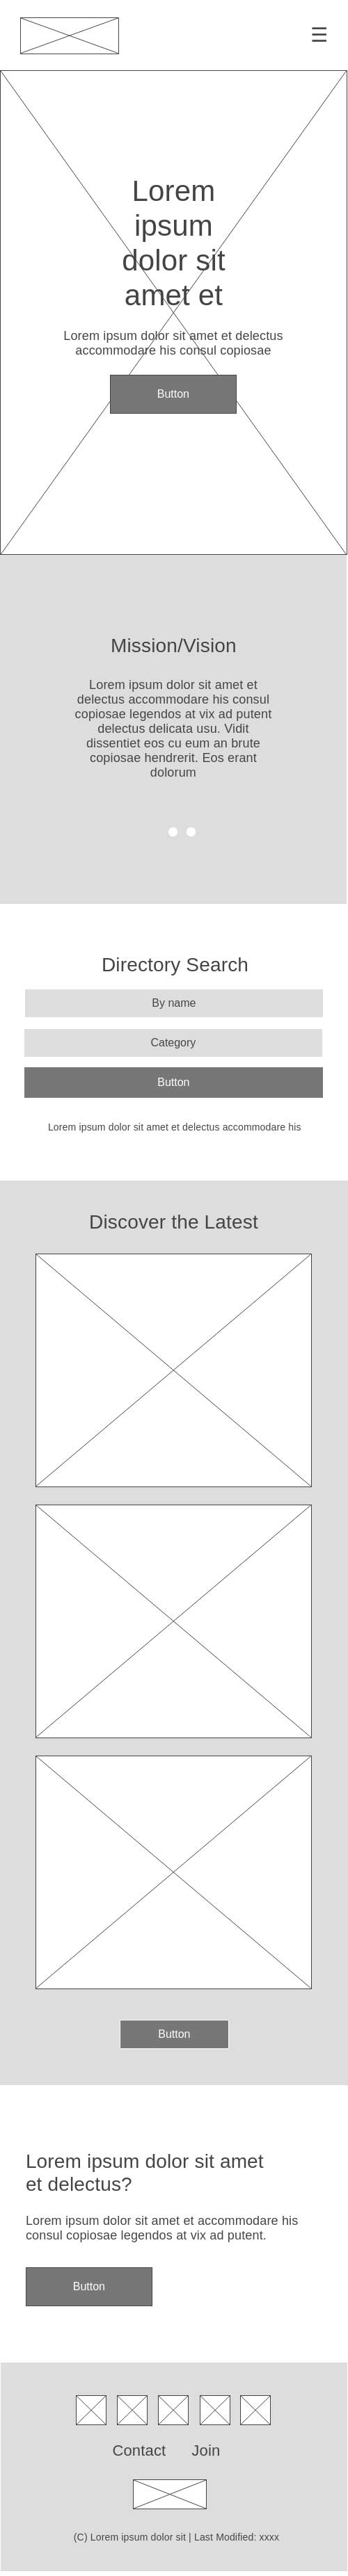 Lorem
ipsum
dolor sit
amet et
Lorem ipsum dolor sit amet et delectus
accommodare his consul copiosae
Button
Mission/Vision
Lorem ipsum dolor sit amet et
delectus accommodare his consul
copiosae legendos at vix ad putent
delectus delicata usu. Vidit
dissentiet eos cu eum an brute
copiosae hendrerit. Eos erant
dolorum
Directory Search
By name
Category
Button
Lorem ipsum dolor sit amet et delectus accommodare his
Discover the Latest
Button
Lorem ipsum dolor sit amet
et delectus?
Lorem ipsum dolor sit amet et accommodare his
consul copiosae legendos at vix ad putent.
Button
Contact Join
(C) Lorem ipsum dolor sit | Last Modified: xxxx